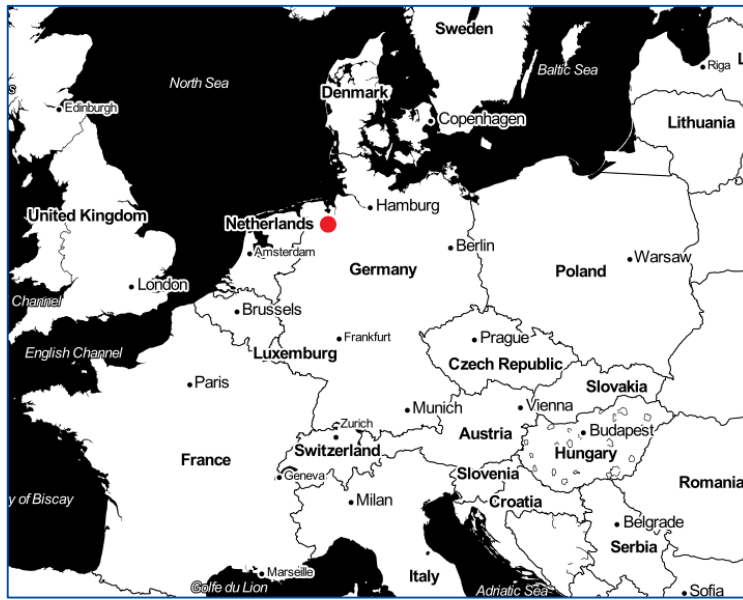 Sweden
Riga
L
North Sea
Baltic Sea
s
Denmark
Edinburgh
Copenhagen
Lithuania
Hamburg
United Kingdom
Netherlands
Amsterdam
Berlin
Warsaw
Germany
Poland
London
Channel
Brussels
English Channel
Luxemburg
Frankfurt
Prague
Czech Republic
Paris
Slovakia
Munich
Vienna
Zurich
Austria
Budapest
Switzerland
Hungary
France
Geneva
Slovenia
Romania
y of Biscay
Milan
Croatia
Belgrade
Serbia
Marseille
Italy
Golfe du Lion
Adriatic Sea
Sofia